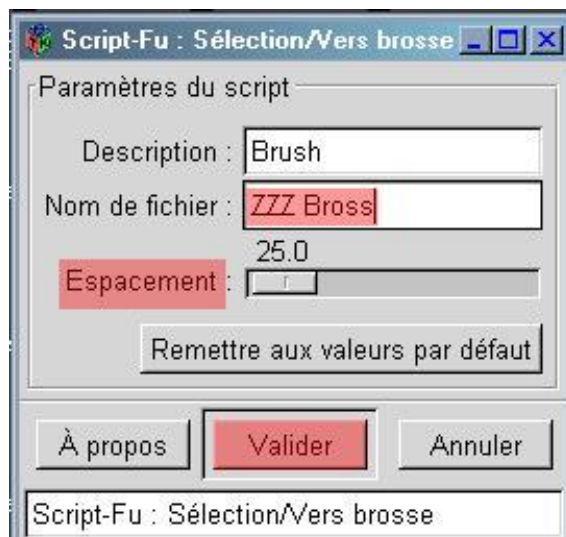 Script-Fu : Sélection/Vers brosse
Paramètres du script
Description : Brush
Nom de fichier : ZZZ Bross
25.0
Espacement :
Remettre aux valeurs par défaut
À propos Valider Annuler
Script-Fu : Sélection/Vers brosse